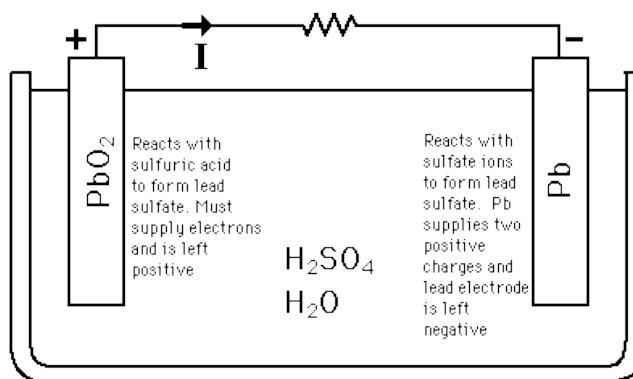 +
I
−
PbO₂
Reacts with
sulfuric acid
to form lead
sulfate. Must
supply electrons
and is left
positive
H₂SO₄
H₂O
Reacts with
sulfate ions
to form lead
sulfate. Pb
supplies two
positive
charges and
lead electrode
is left
negative
Pb